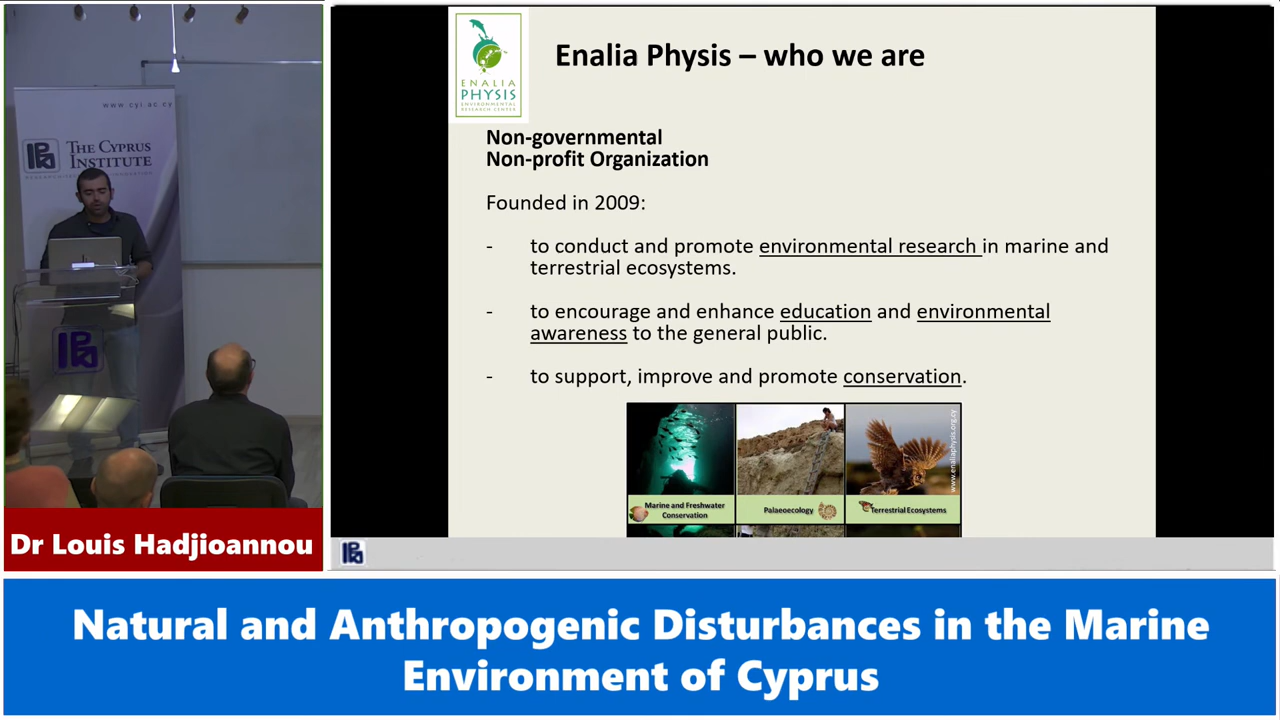 www.cyi.ac.cy
THE CYPRUS
INSTITUTE
Dr Louis Hadjioannou
ENALIA
PHYSIS
ENVIRONMENTAL
RESEARCH CENTER
Enalia Physis – who we are
Non-governmental
Non-profit Organization
Founded in 2009:
- to conduct and promote environmental research in marine and
terrestrial ecosystems.
- to encourage and enhance education and environmental
awareness to the general public.
- to support, improve and promote conservation.
www.enaliaphysis.org.cy
Marine and Freshwater
Conservation
Palaeoecology
Terrestrial Ecosystems
Natural and Anthropogenic Disturbances in the Marine
Environment of Cyprus